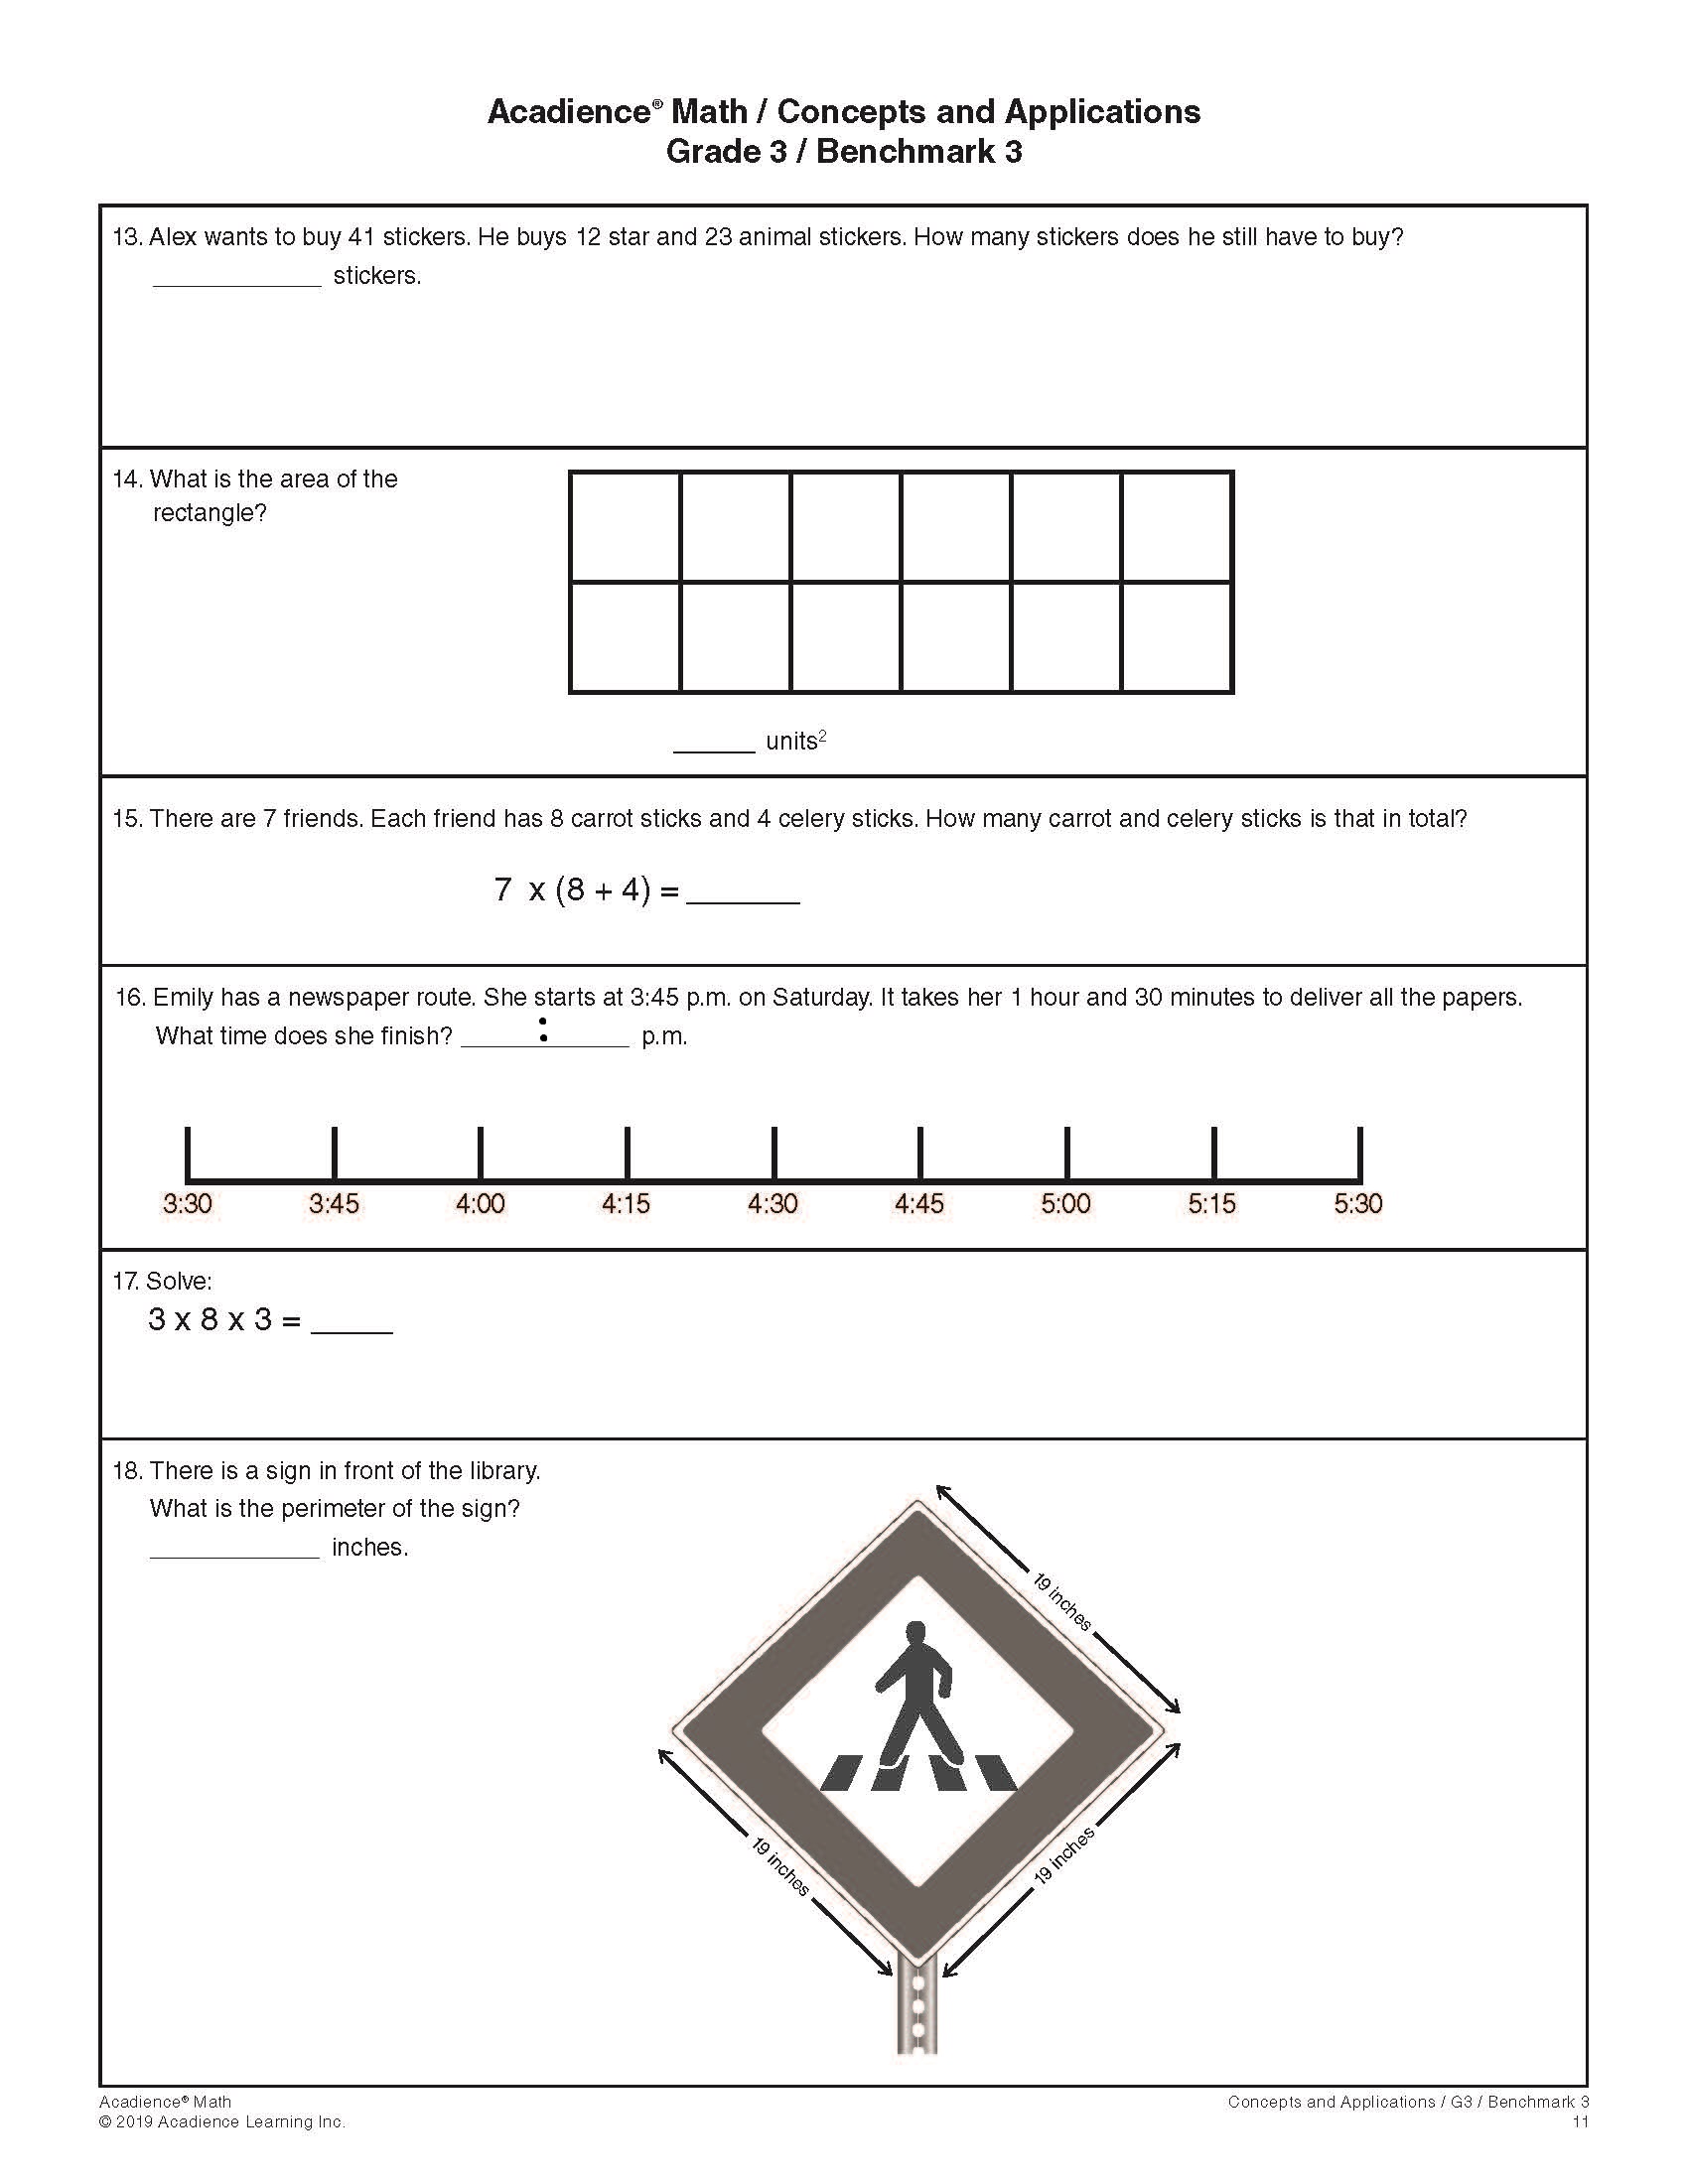 Acadience® Math / Concepts and Applications
Grade 3 / Benchmark 3
13. Alex wants to buy 41 stickers. He buys 12 star and 23 animal stickers. How many stickers does he still have to buy?
____________ stickers.
14. What is the area of the
rectangle?
______ units²
15. There are 7 friends. Each friend has 8 carrot sticks and 4 celery sticks. How many carrot and celery sticks is that in total?
7 x (8 + 4) = ______
16. Emily has a newspaper route. She starts at 3:45 p.m. on Saturday. It takes her 1 hour and 30 minutes to deliver all the papers.
What time does she finish? ______:______ p.m.
3:30 3:45 4:00 4:15 4:30 4:45 5:00 5:15 5:30
17. Solve:
3 x 8 x 3 = _____
18. There is a sign in front of the library.
What is the perimeter of the sign?
____________ inches.
19 inches
19 inches
19 inches
Acadience® Math
© 2019 Acadience Learning Inc.
Concepts and Applications / G3 / Benchmark 3
11